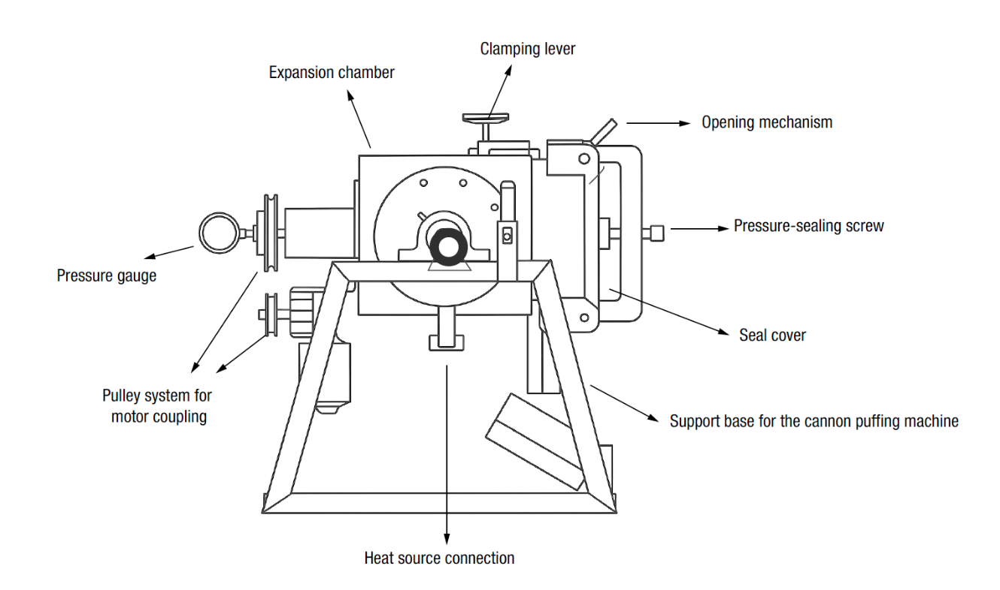 Clamping lever
Expansion chamber
Opening mechanism
Pressure-sealing screw
Pressure gauge
Seal cover
Pulley system for
motor coupling
Support base for the cannon puffing machine
Heat source connection